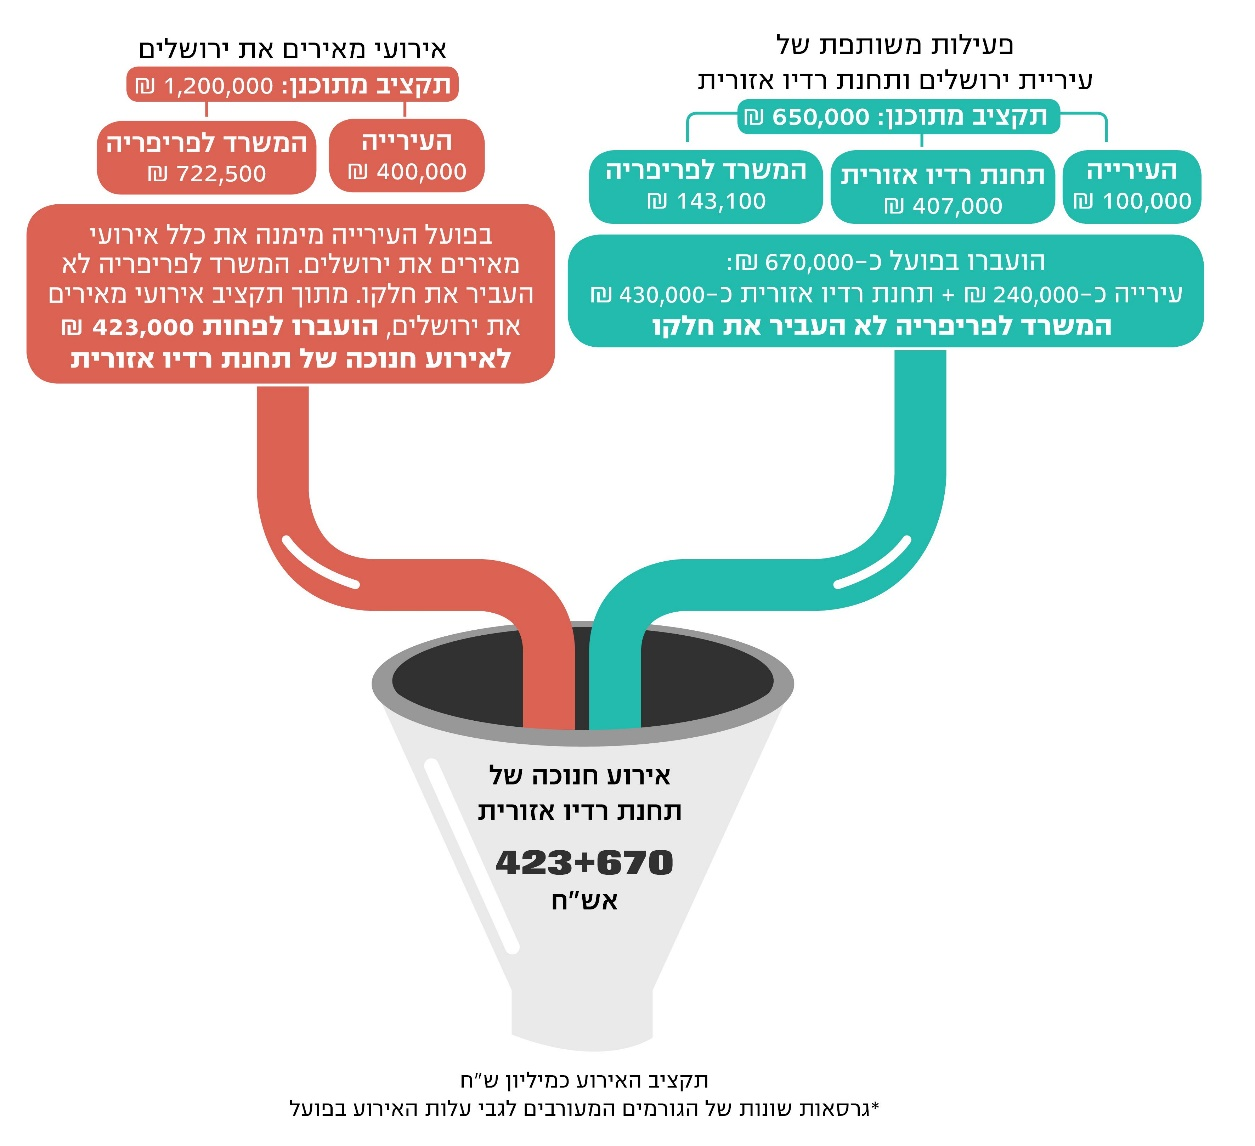 פעילות משותפת של
עיריית ירושלים ותחנת רדיו אזורית
תקציב מתוכנן: 650,000 ₪
העירייה
100,000 ₪
תחנת רדיו אזורית
407,000 ₪
המשרד לפריפריה
143,100 ₪
הועברו בפועל כ-670,000 ₪:
עירייה כ-240,000 ₪ + תחנת רדיו אזורית כ-430,000 ₪
המשרד לפריפריה לא העביר את חלקו
אירועי מאירים את ירושלים
תקציב מתוכנן: 1,200,000 ₪
העירייה
400,000 ₪
המשרד לפריפריה
722,500 ₪
בפועל העירייה מימנה את כלל אירועי
מאירים את ירושלים. המשרד לפריפריה לא
העביר את חלקו. מתוך תקציב אירועי מאירים
את ירושלים, הועברו לפחות 423,000 ₪
לאירוע חנוכה של תחנת רדיו אזורית
אירוע חנוכה של
תחנת רדיו אזורית
423+670
אש"ח
תקציב האירוע כמיליון ש"ח
*גרסאות שונות של הגורמים המעורבים לגבי עלות האירוע בפועל